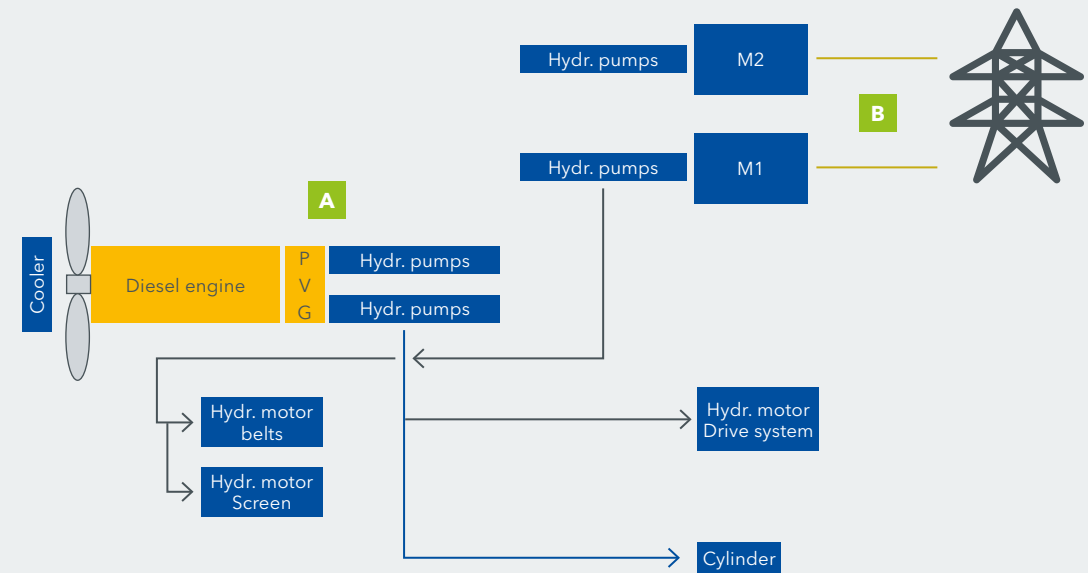 Hydr. pumps
M2
B
Hydr. pumps
M1
A
Cooler
Diesel engine
P
V
G
Hydr. pumps
Hydr. pumps
Hydr. motor
belts
Hydr. motor
Drive system
Hydr. motor
Screen
Cylinder